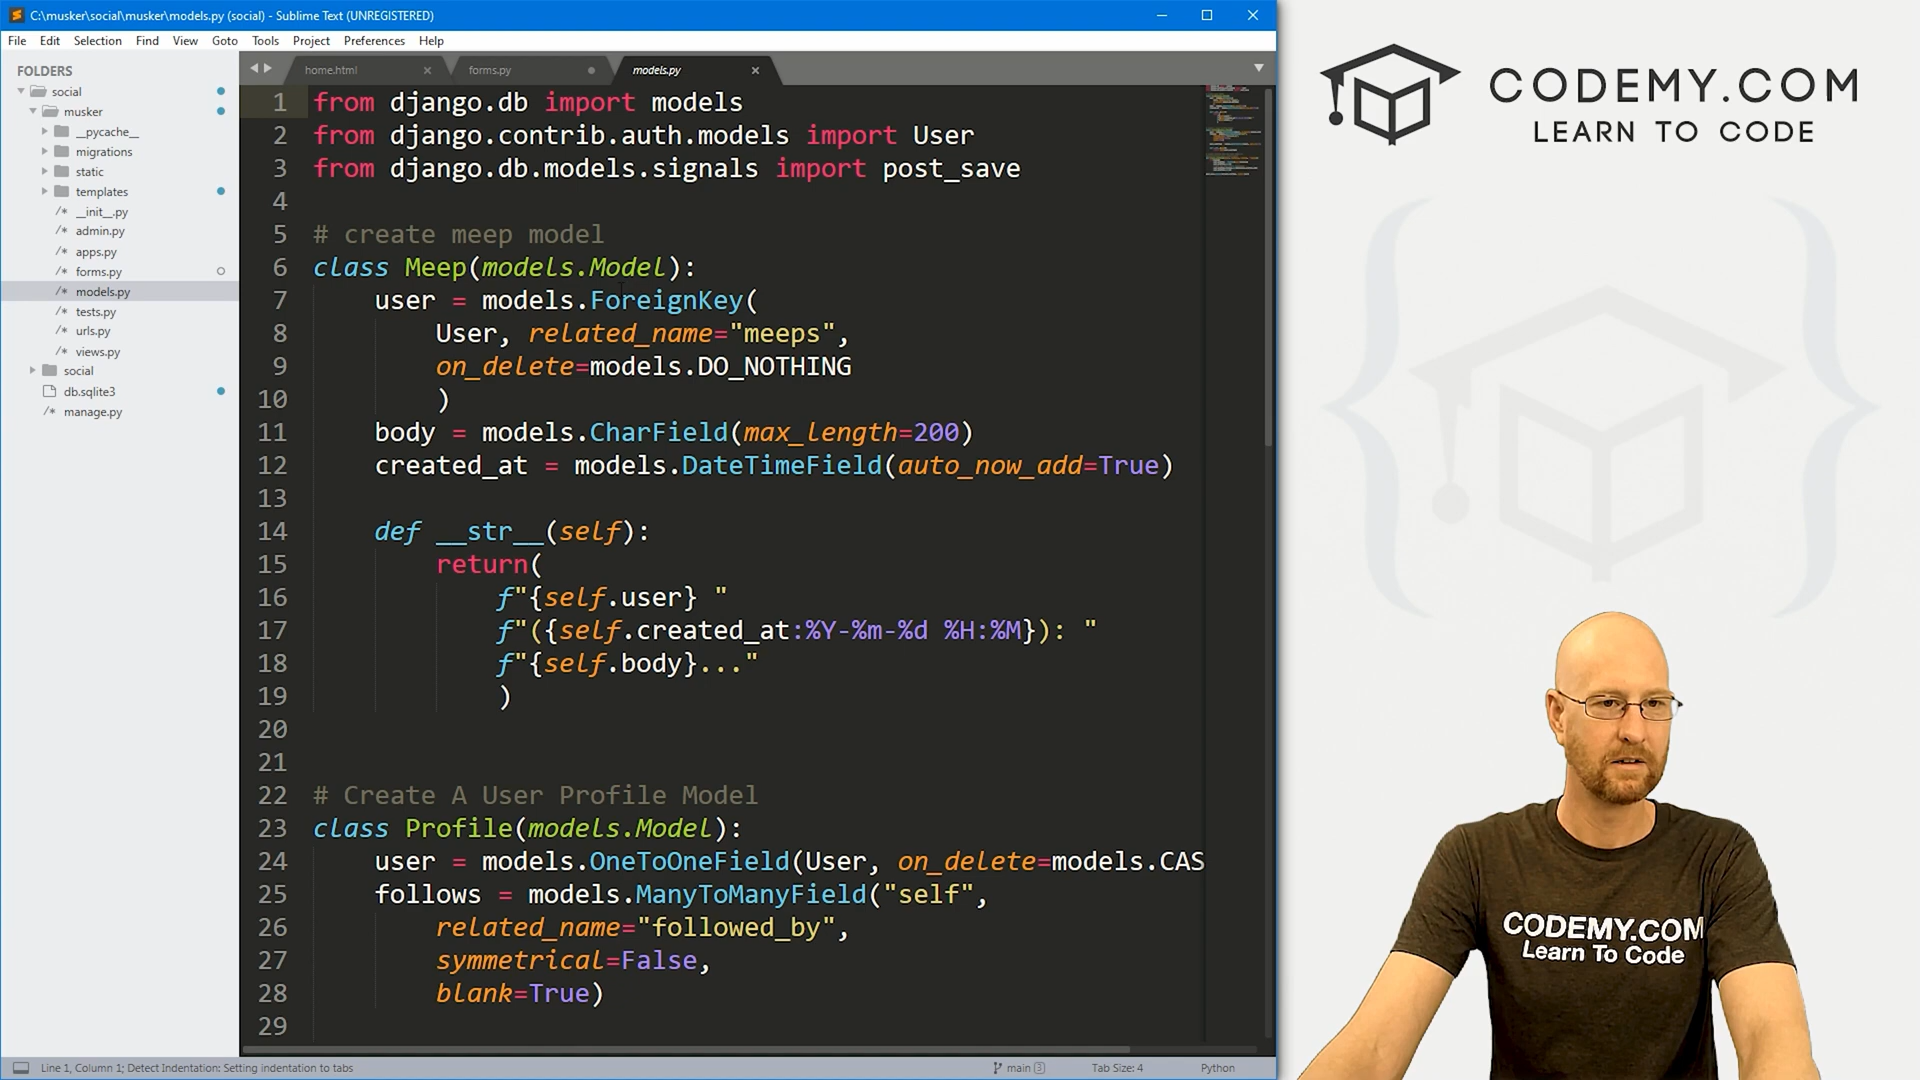 C:\musker\social\musker\models.py (social) - Sublime Text (UNREGISTERED)
File Edit Selection Find View Goto Tools Project Preferences Help
FOLDERS
social
musker
__pycache__
migrations
static
templates
__init__.py
admin.py
apps.py
forms.py
models.py
tests.py
urls.py
views.py
social
db.sqlite3
manage.py
home.html forms.py models.py
1 from django.db import models
2 from django.contrib.auth.models import User
3 from django.db.models.signals import post_save
4
5 # create meep model
6 class Meep(models.Model):
7 user = models.ForeignKey(
8 User, related_name="meeps",
9 on_delete=models.DO_NOTHING
10 )
11 body = models.CharField(max_length=200)
12 created_at = models.DateTimeField(auto_now_add=True)
13
14 def __str__(self):
15 return(
16 f"{self.user} "
17 f"({self.created_at:%Y-%m-%d %H:%M}): "
18 f"{self.body}..."
19 )
20
21
22 # Create A User Profile Model
23 class Profile(models.Model):
24 user = models.OneToOneField(User, on_delete=models.CAS
25 follows = models.ManyToManyField("self",
26 related_name="followed_by",
27 symmetrical=False,
28 blank=True)
29
Line 1, Column 1; Detect Indentation: Setting indentation to tabs
main 3
Tab Size: 4
Python
CODEMY.COM
LEARN TO CODE
CODEMY.COM
Learn To Code